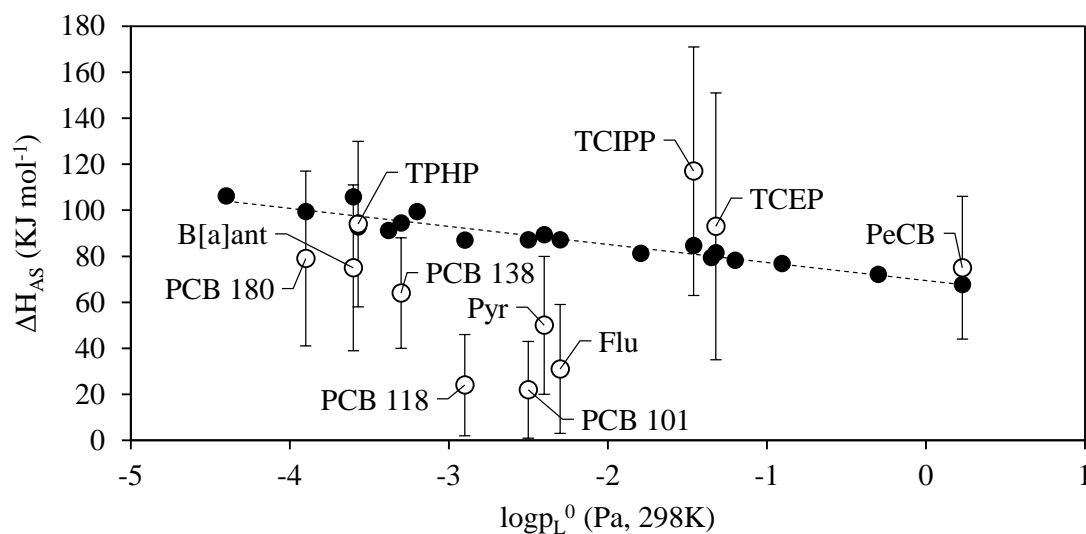 180
160
140
120
100
80
60
40
20
0
ΔH_AS (KJ mol⁻¹)
TCIPP
TPHP
TCEP
B[a]ant
PeCB
PCB 180
PCB 138
Pyr
Flu
PCB 118
PCB 101
-5 -4 -3 -2 -1 0 1
logp_L⁰ (Pa, 298K)